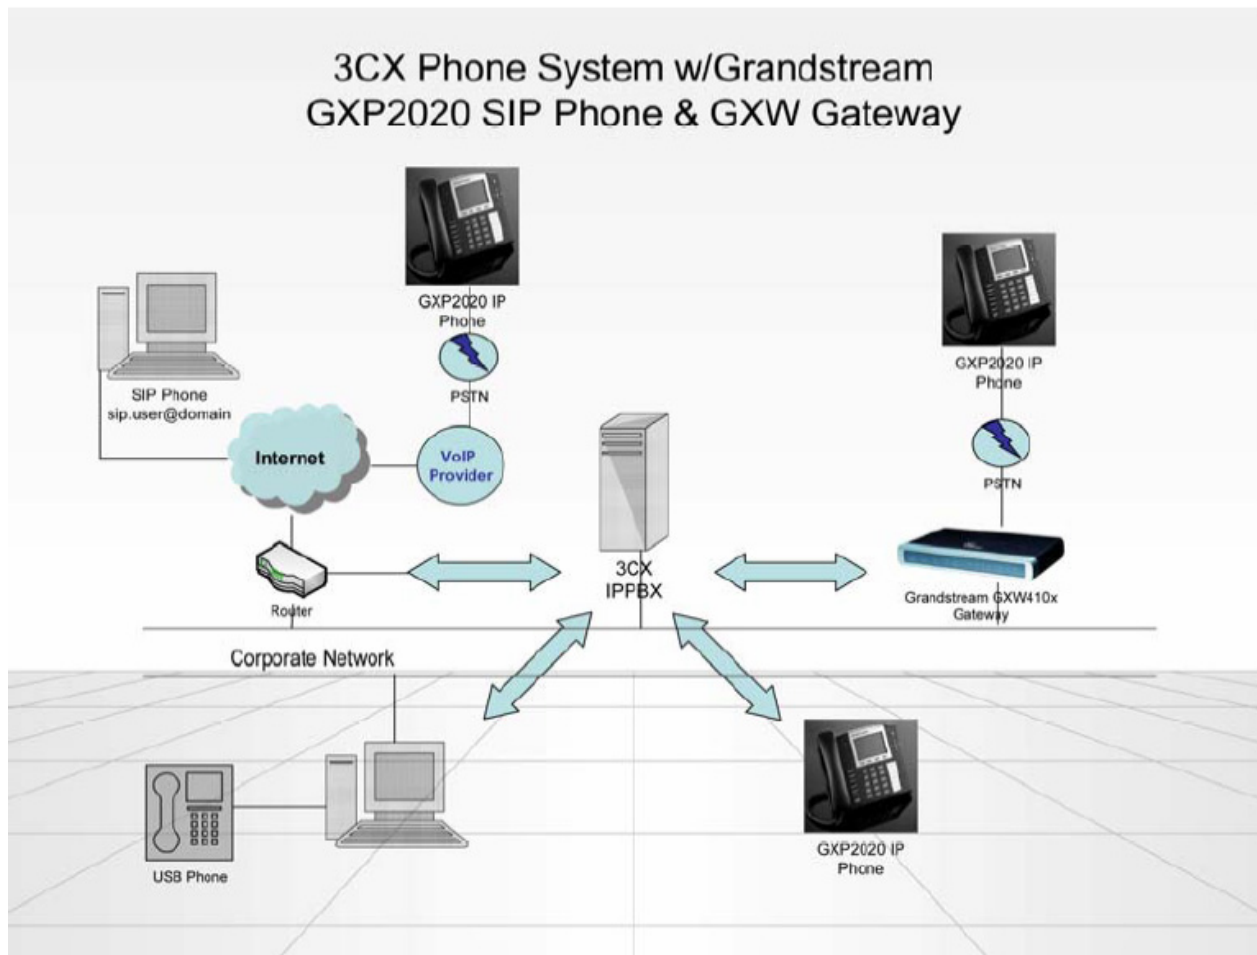 3CX Phone System w/Grandstream
GXP2020 SIP Phone & GXW Gateway
GXP2020 IP
Phone
GXP2020 IP
Phone
SIP Phone
sip.user@domain
PSTN
Internet
VoIP
Provider
PSTN
3CX
IPPBX
Router
Grandstream GXW410x
Gateway
Corporate Network
USB Phone
GXP2020 IP
Phone